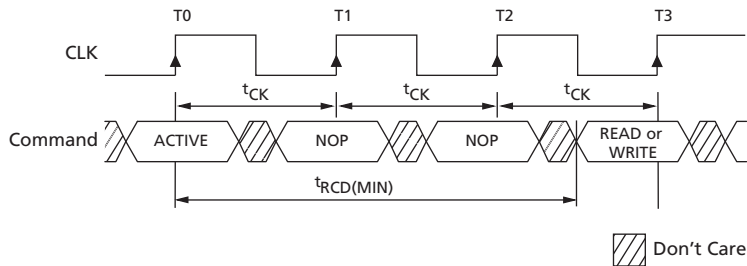 T0 T1 T2 T3
CLK
tCK tCK tCK
Command ACTIVE NOP NOP READ or
WRITE
tRCD(MIN)
Don't Care